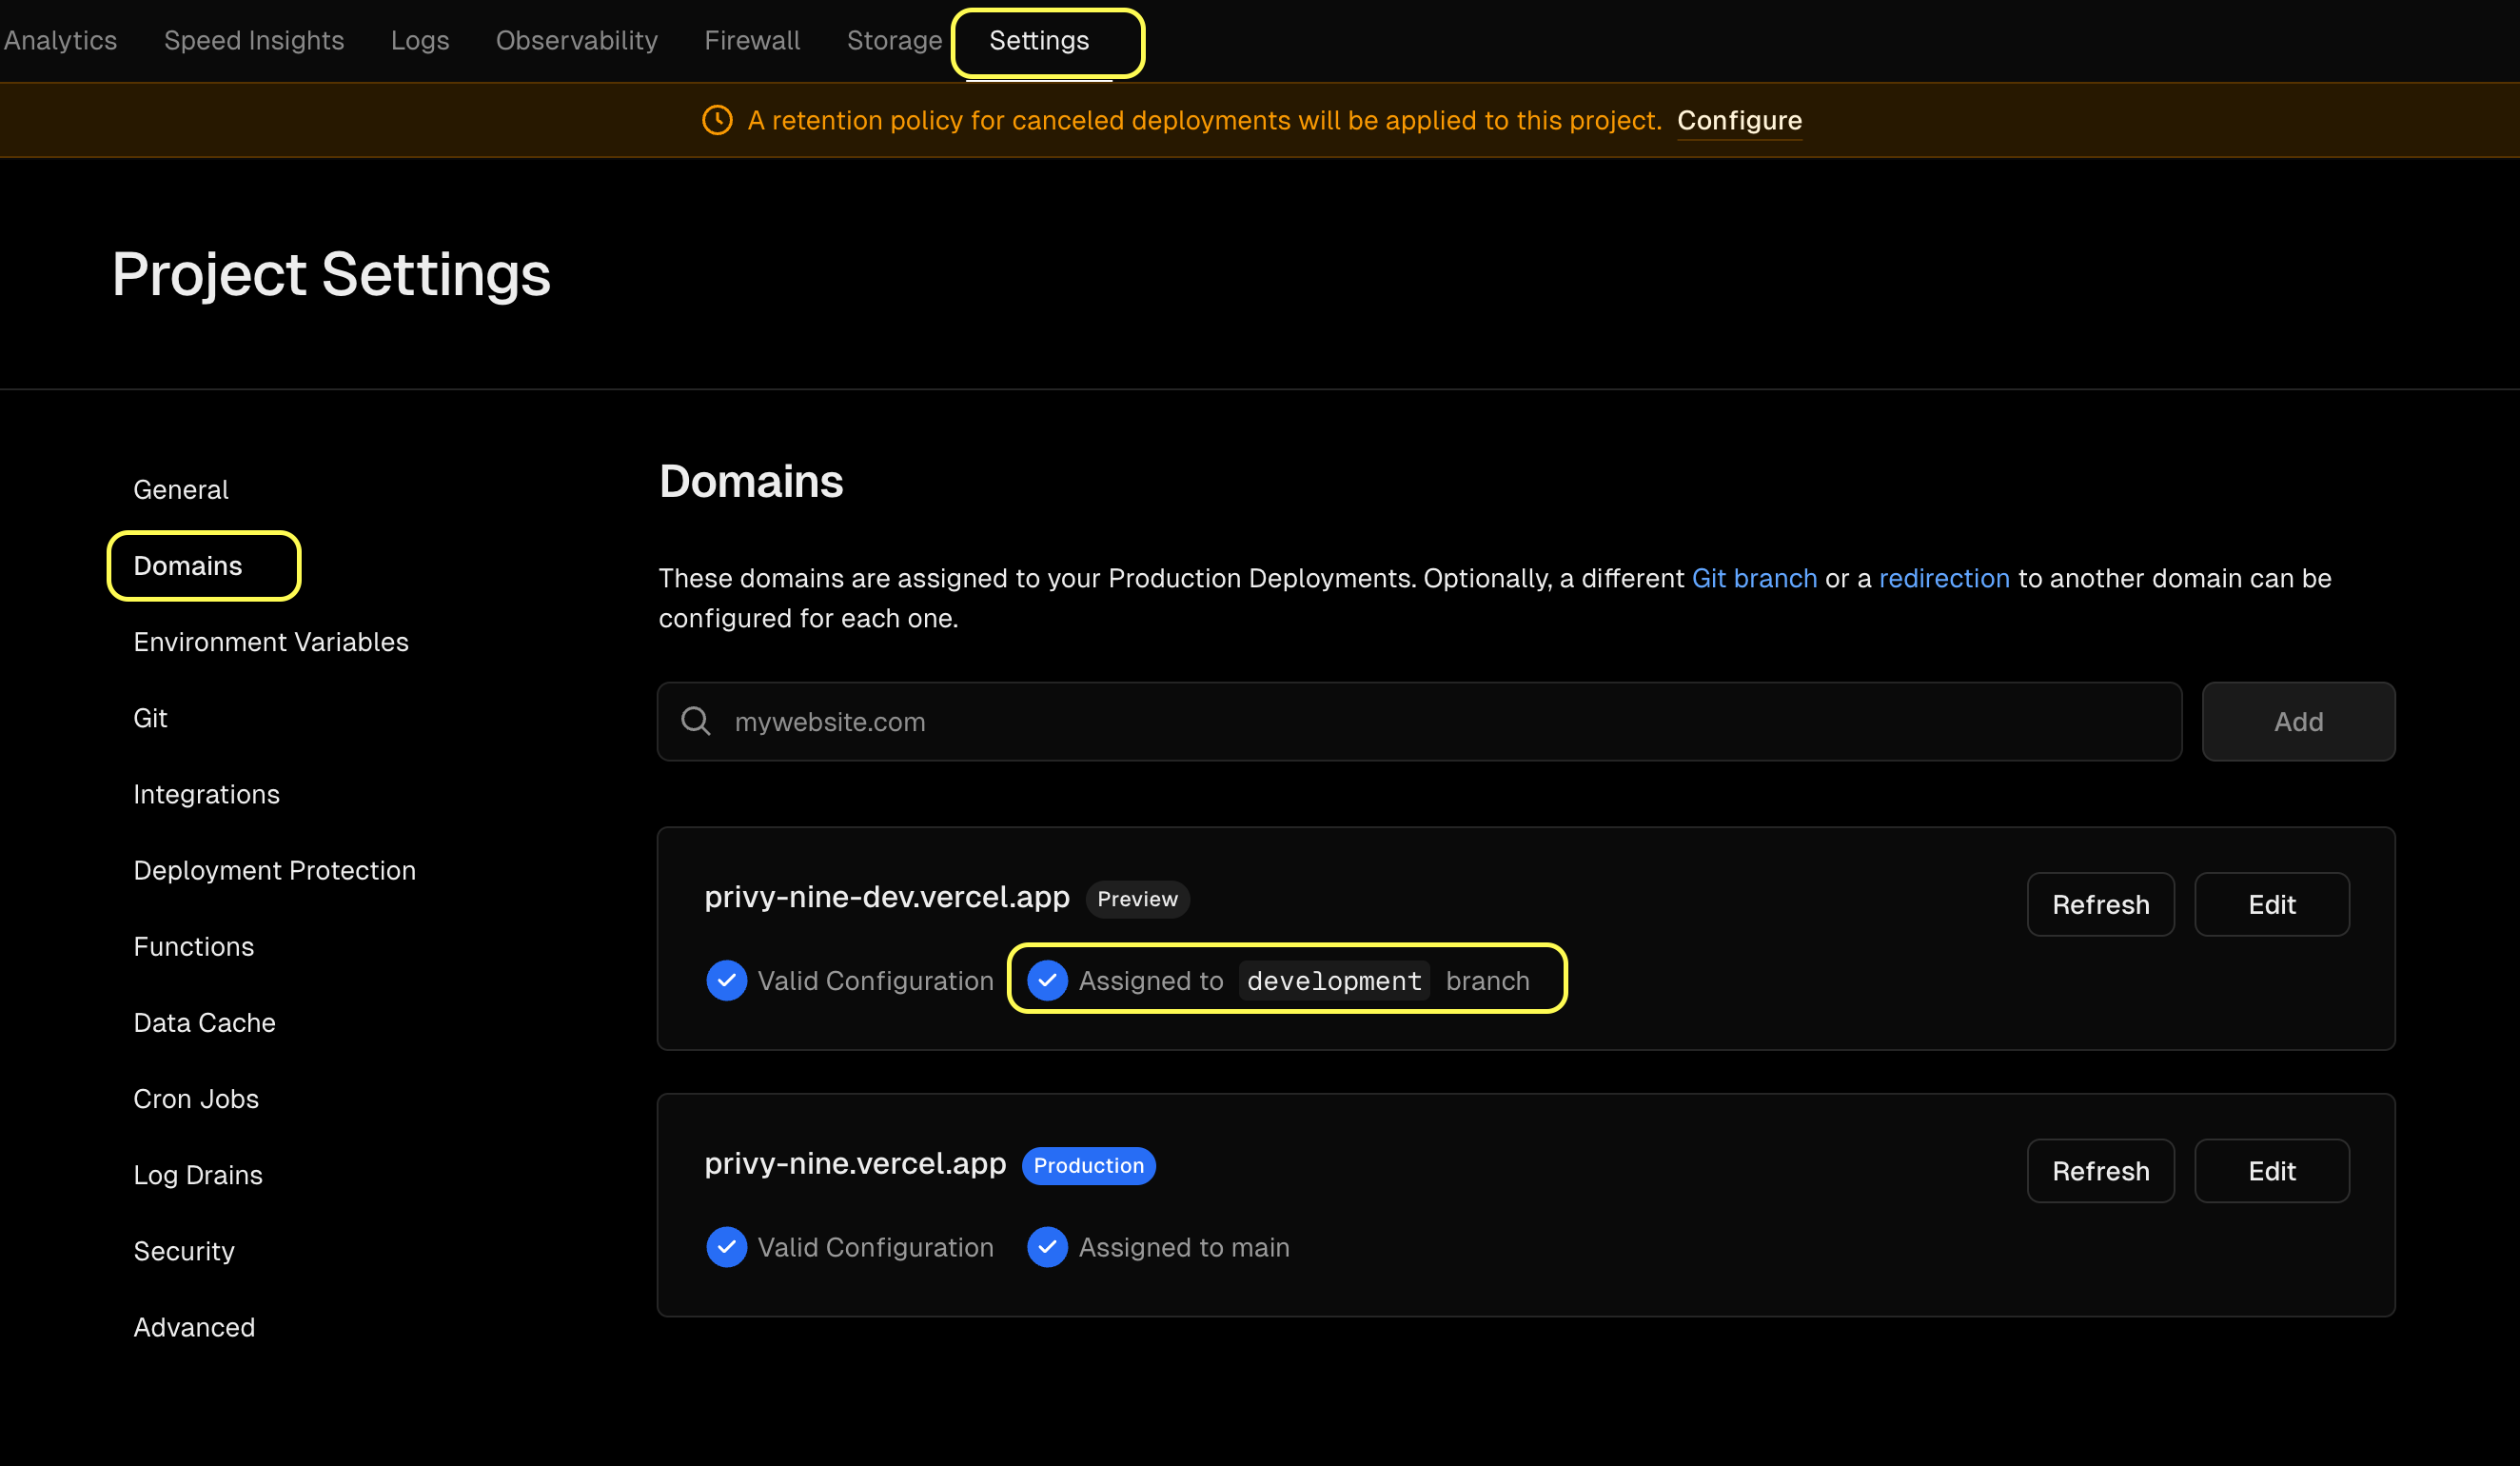 Analytics Speed Insights Logs Observability Firewall Storage Settings
A retention policy for canceled deployments will be applied to this project. Configure
Project Settings
General
Domains
Environment Variables
Git
Integrations
Deployment Protection
Functions
Data Cache
Cron Jobs
Log Drains
Security
Advanced
Domains
These domains are assigned to your Production Deployments. Optionally, a different Git branch or a redirection to another domain can be
configured for each one.
mywebsite.com Add
privy-nine-dev.vercel.app Preview Refresh Edit
Valid Configuration Assigned to development branch
privy-nine.vercel.app Production Refresh Edit
Valid Configuration Assigned to main